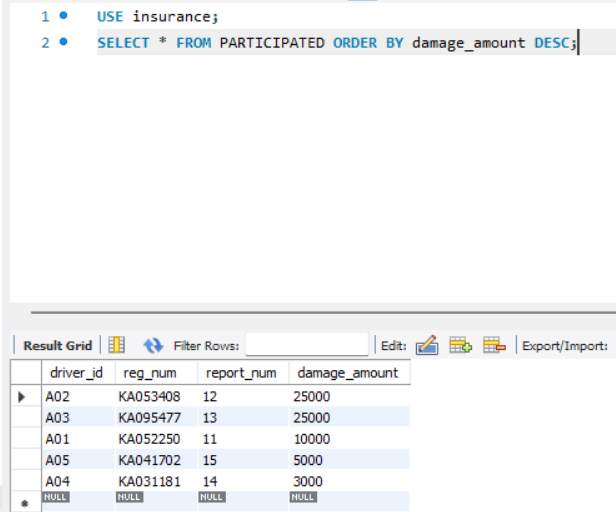 1 USE insurance;
2 SELECT * FROM PARTICIPATED ORDER BY damage_amount DESC;
Result Grid Filter Rows: Edit: Export/Import:
driver_id reg_num report_num damage_amount
A02 KA053408 12 25000
A03 KA095477 13 25000
A01 KA052250 11 10000
A05 KA041702 15 5000
A04 KA031181 14 3000
NULL NULL NULL NULL